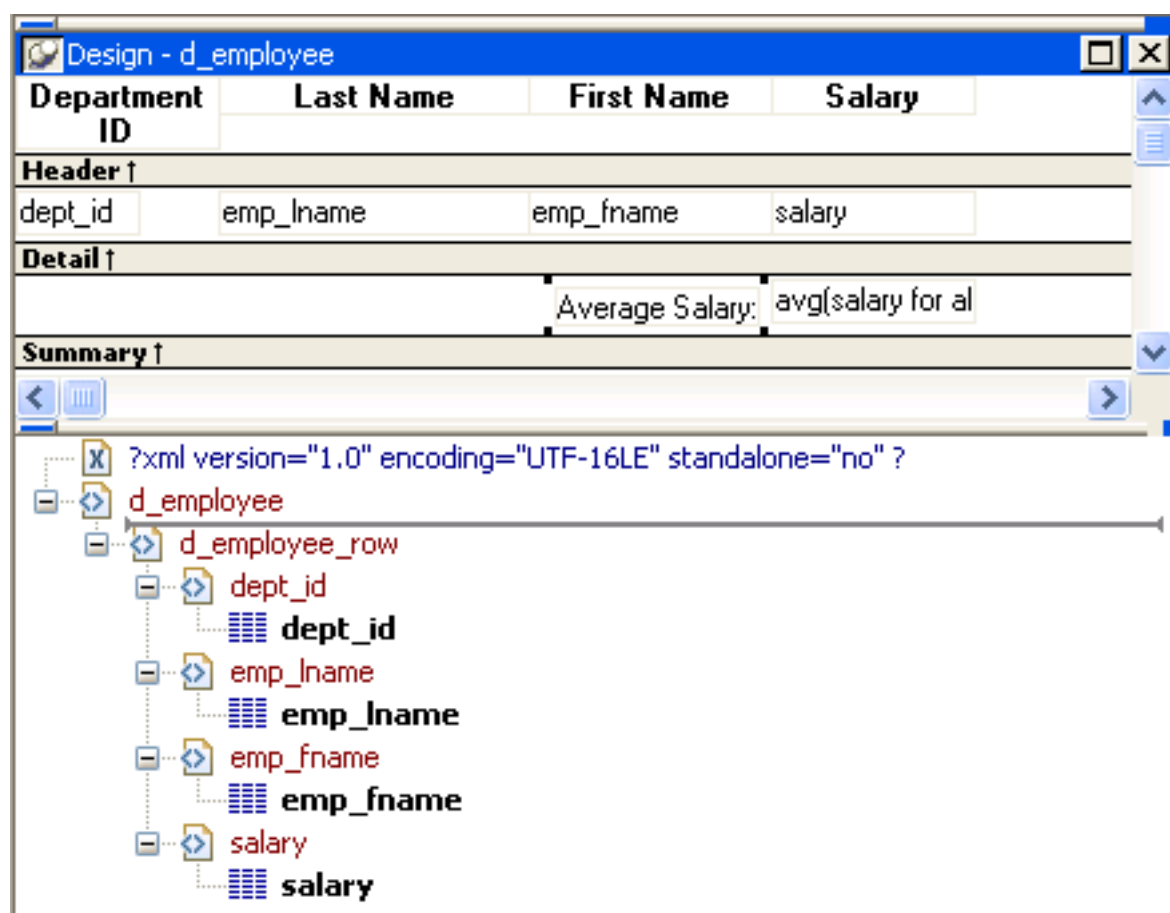 Design - d_employee
Department ID Last Name First Name Salary
Header ↑
dept_id emp_lname emp_fname salary
Detail ↑
Average Salary: avg(salary for al
Summary ↑
?xml version="1.0" encoding="UTF-16LE" standalone="no" ?
d_employee
d_employee_row
dept_id
dept_id
emp_lname
emp_lname
emp_fname
emp_fname
salary
salary